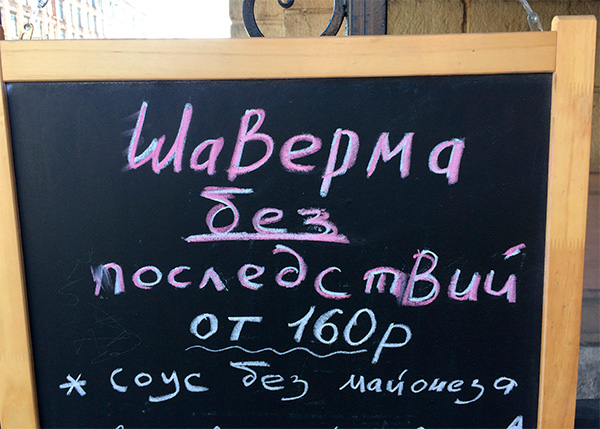 Шаверма
без
последствий
от 160р
* соус без майонеза